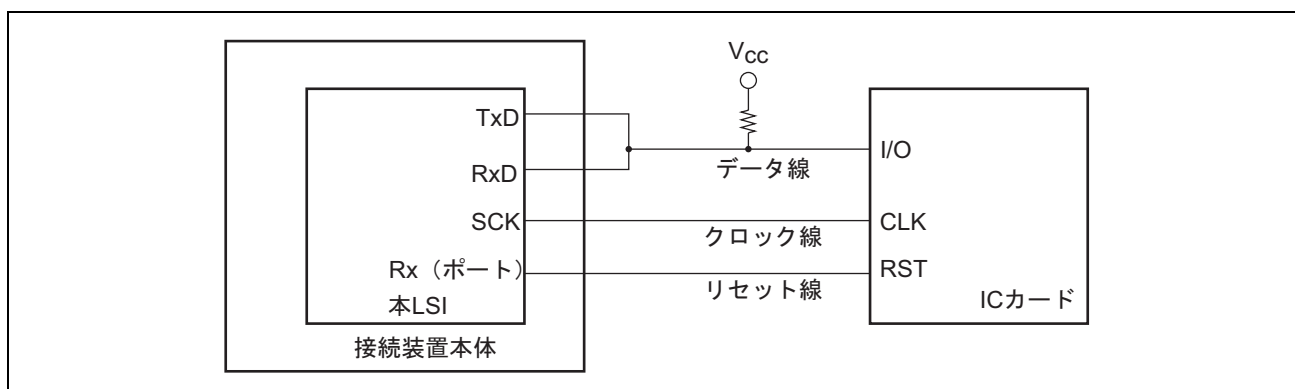 VCC
TxD
RxD
データ線
I/O
SCK
クロック線
CLK
Rx（ポート）
リセット線
RST
本LSI
ICカード
接続装置本体